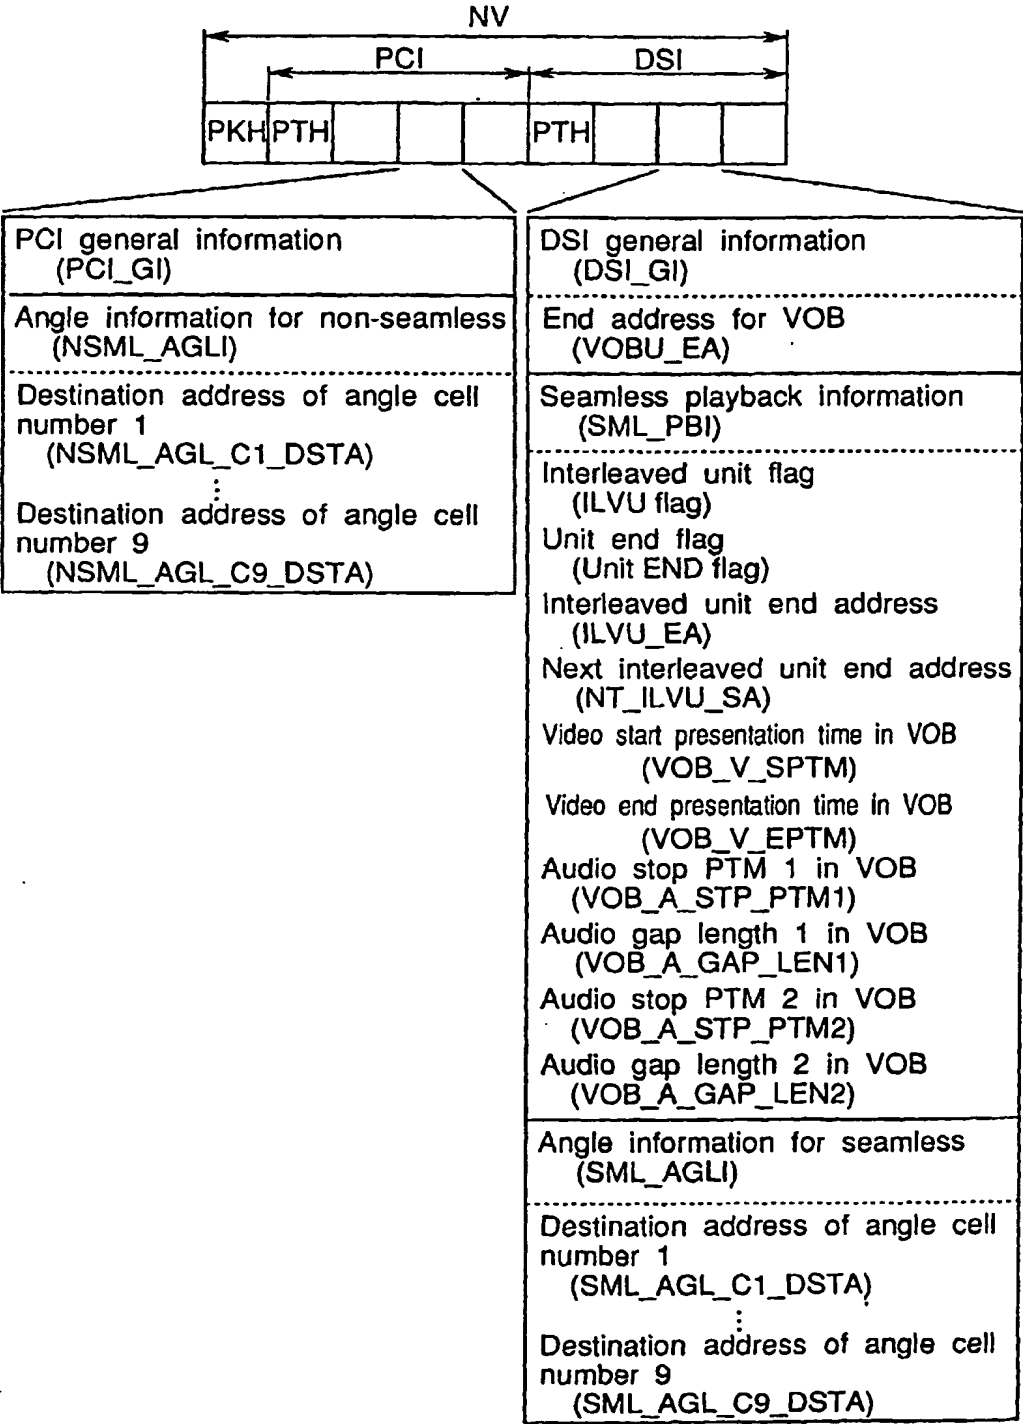 NV
PCI DSI
PKH PTH PTH
PCI general information
(PCI_GI)
Angle information for non-seamless
(NSML_AGLI)
Destination address of angle cell
number 1
(NSML_AGL_C1_DSTA)
⋮
Destination address of angle cell
number 9
(NSML_AGL_C9_DSTA)
DSI general information
(DSI_GI)
End address for VOB
(VOBU_EA)
Seamless playback information
(SML_PBI)
Interleaved unit flag
(ILVU flag)
Unit end flag
(Unit END flag)
Interleaved unit end address
(ILVU_EA)
Next interleaved unit end address
(NT_ILVU_SA)
Video start presentation time in VOB
(VOB_V_SPTM)
Video end presentation time in VOB
(VOB_V_EPTM)
Audio stop PTM 1 in VOB
(VOB_A_STP_PTM1)
Audio gap length 1 in VOB
(VOB_A_GAP_LEN1)
Audio stop PTM 2 in VOB
(VOB_A_STP_PTM2)
Audio gap length 2 in VOB
(VOB_A_GAP_LEN2)
Angle information for seamless
(SML_AGLI)
Destination address of angle cell
number 1
(SML_AGL_C1_DSTA)
⋮
Destination address of angle cell
number 9
(SML_AGL_C9_DSTA)